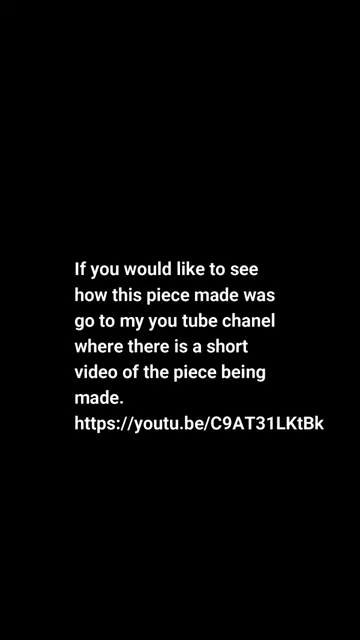 If you would like to see
how this piece made was
go to my you tube chanel
where there is a short
video of the piece being
made.
https://youtu.be/C9AT31LKtBk